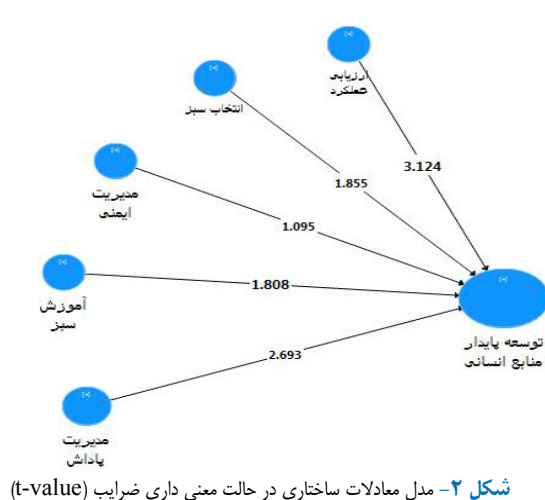 ارزیابی
عملکرد
انتخاب سبز
3.124
1.855
مدیریت
ایمنی
1.095
آموزش
سبز
1.808
توسعه پایدار
منابع انسانی
2.693
مدیریت
پاداش
شکل ۲- مدل معادلات ساختاری در حالت معنی داری ضرایب (t-value)